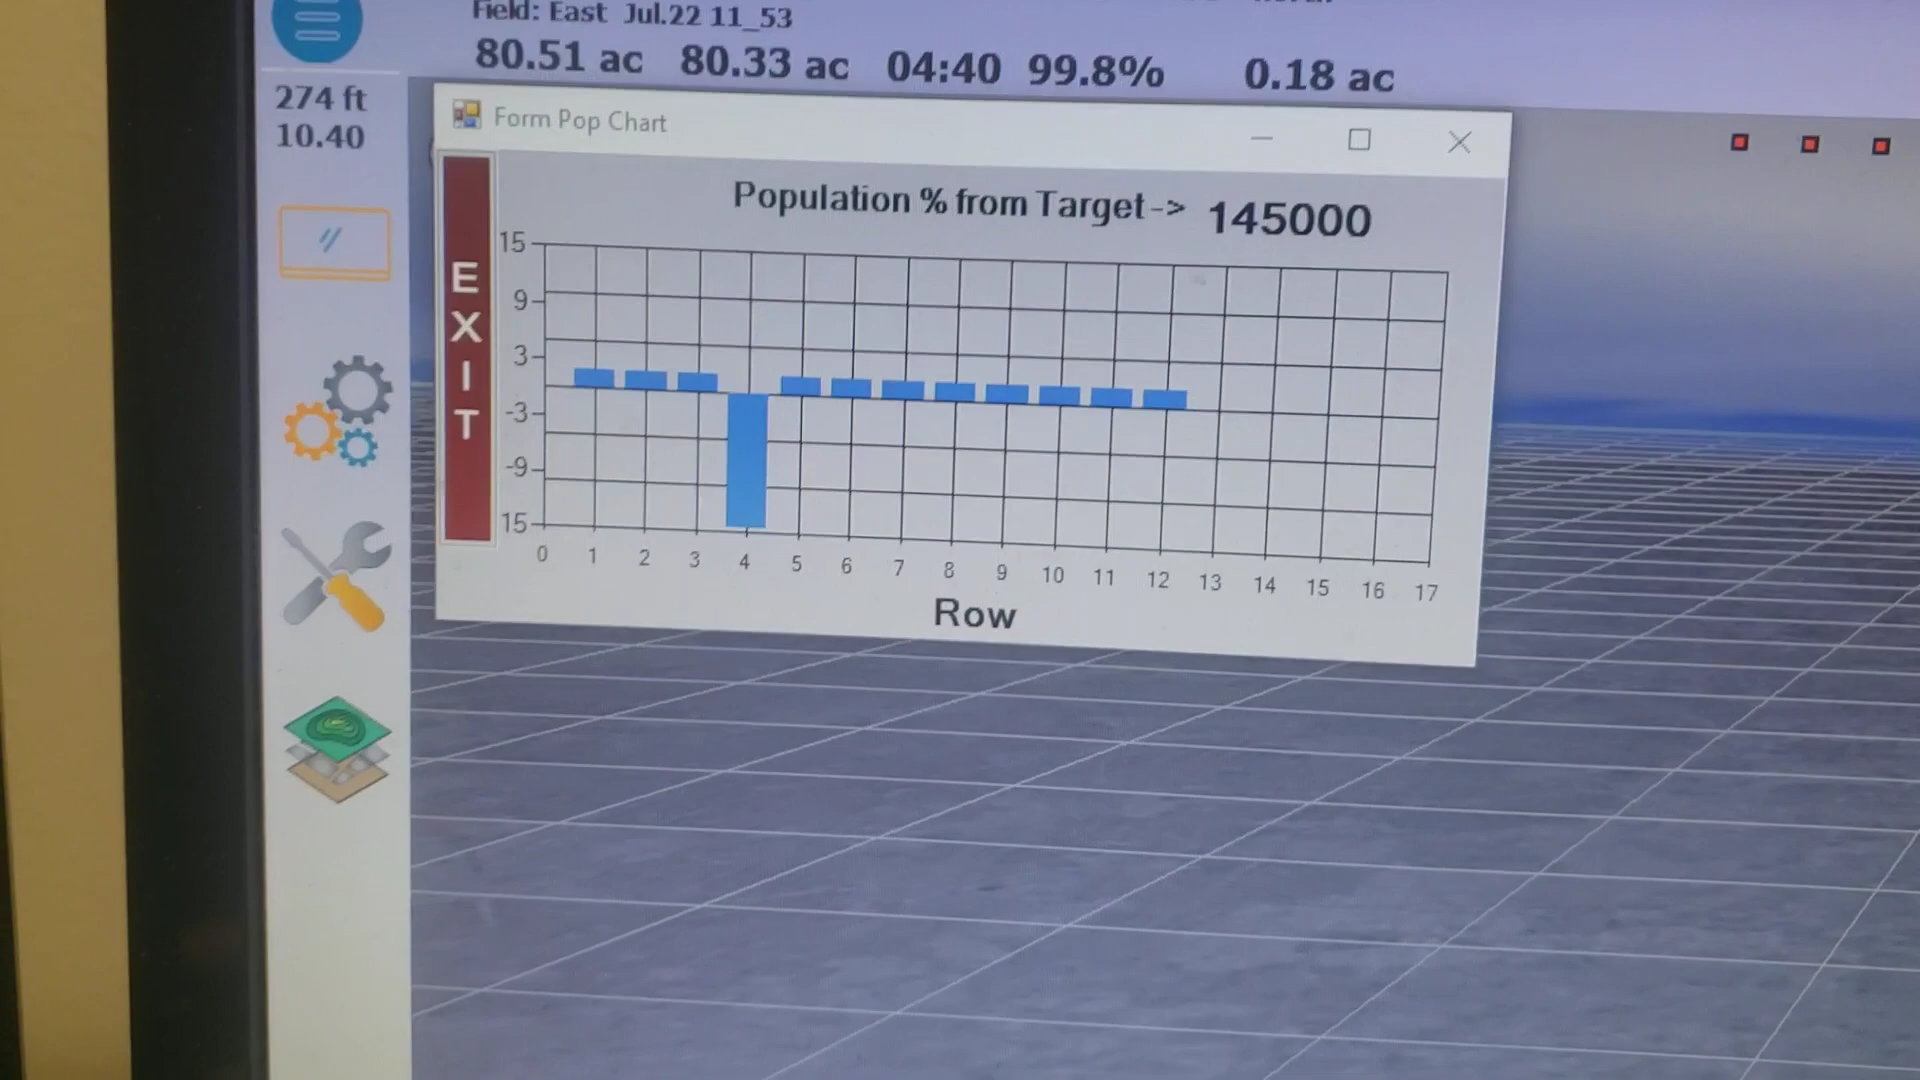 Field: East Jul.22 11_53
80.51 ac 80.33 ac 04:40 99.8% 0.18 ac
274 ft
10.40
Form Pop Chart
Population % from Target -> 145000
EXIT
15
9
3
-3
-9
15
0 1 2 3 4 5 6 7 8 9 10 11 12 13 14 15 16 17
Row